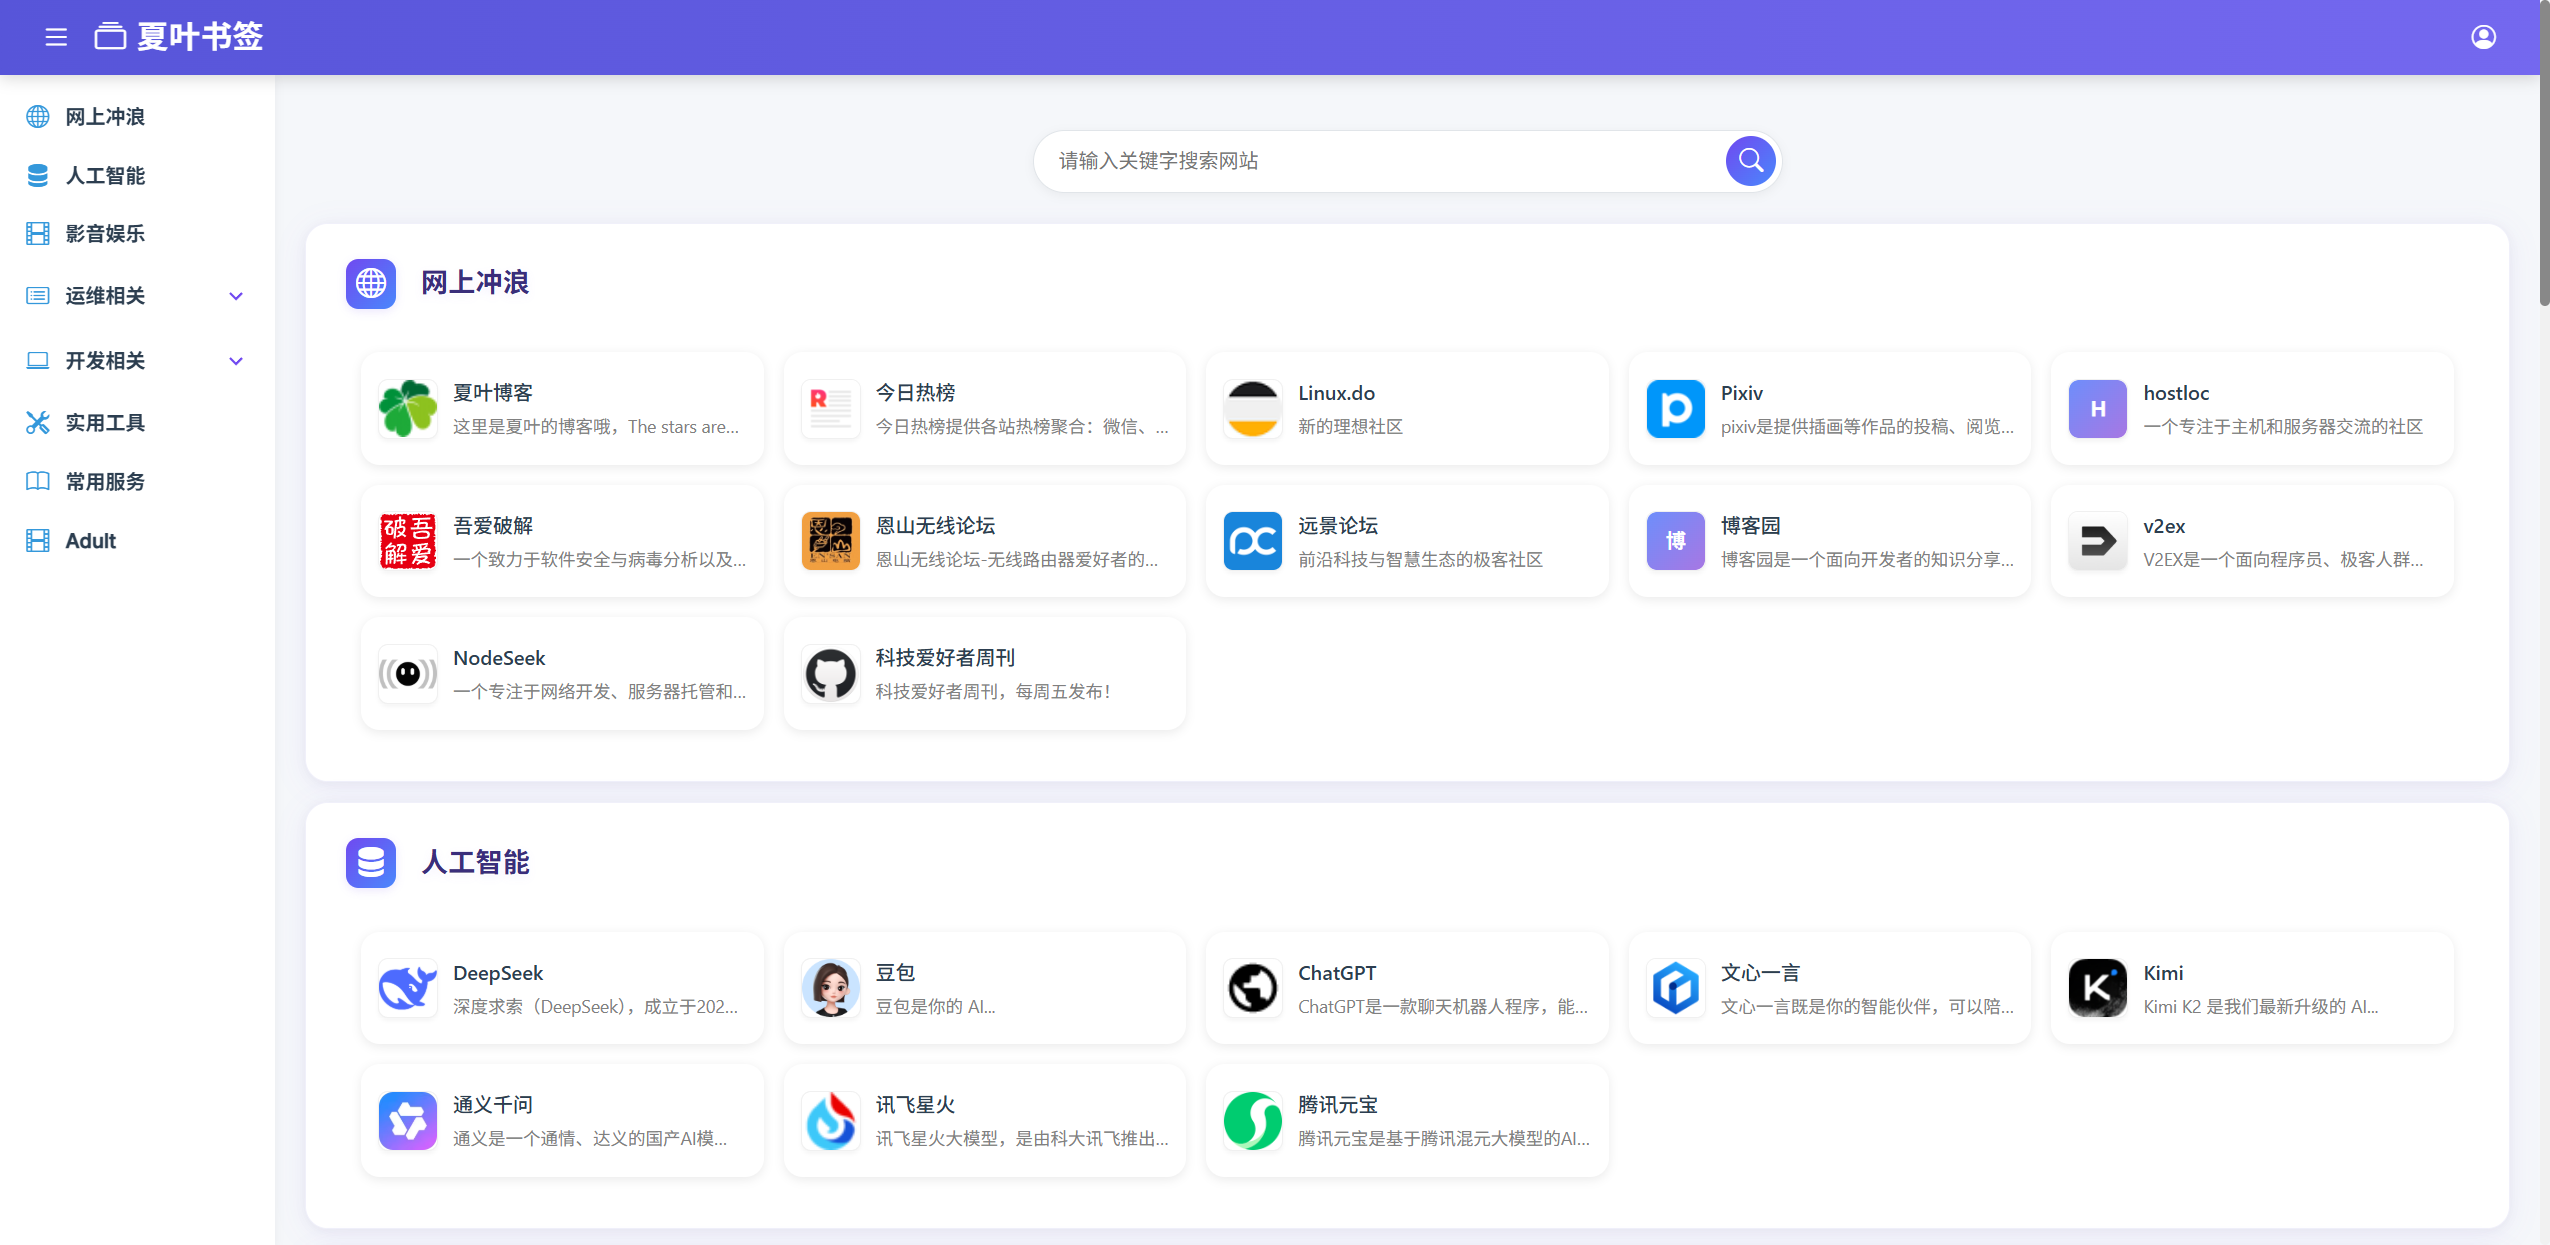 夏叶书签
网上冲浪
人工智能
影音娱乐
运维相关
开发相关
实用工具
常用服务
Adult
请输入关键字搜索网站
网上冲浪
夏叶博客
这里是夏叶的博客哦，The stars are...
今日热榜
今日热榜提供各站热榜聚合：微信、...
Linux.do
新的理想社区
Pixiv
pixiv是提供插画等作品的投稿、阅览...
H
hostloc
一个专注于主机和服务器交流的社区
吾爱破解
吾爱破解
一个致力于软件安全与病毒分析以及...
恩山无线论坛
恩山无线论坛-无线路由器爱好者的...
远景论坛
前沿科技与智慧生态的极客社区
博
博客园
博客园是一个面向开发者的知识分享...
v2ex
V2EX是一个面向程序员、极客人群...
NodeSeek
一个专注于网络开发、服务器托管和...
科技爱好者周刊
科技爱好者周刊，每周五发布！
人工智能
DeepSeek
深度求索（DeepSeek），成立于202...
豆包
豆包是你的 AI...
ChatGPT
ChatGPT是一款聊天机器人程序，能...
文心一言
文心一言既是你的智能伙伴，可以陪...
Kimi
Kimi K2 是我们最新升级的 AI...
通义千问
通义是一个通情、达义的国产AI模...
讯飞星火
讯飞星火大模型，是由科大讯飞推出...
腾讯元宝
腾讯元宝是基于腾讯混元大模型的AI...